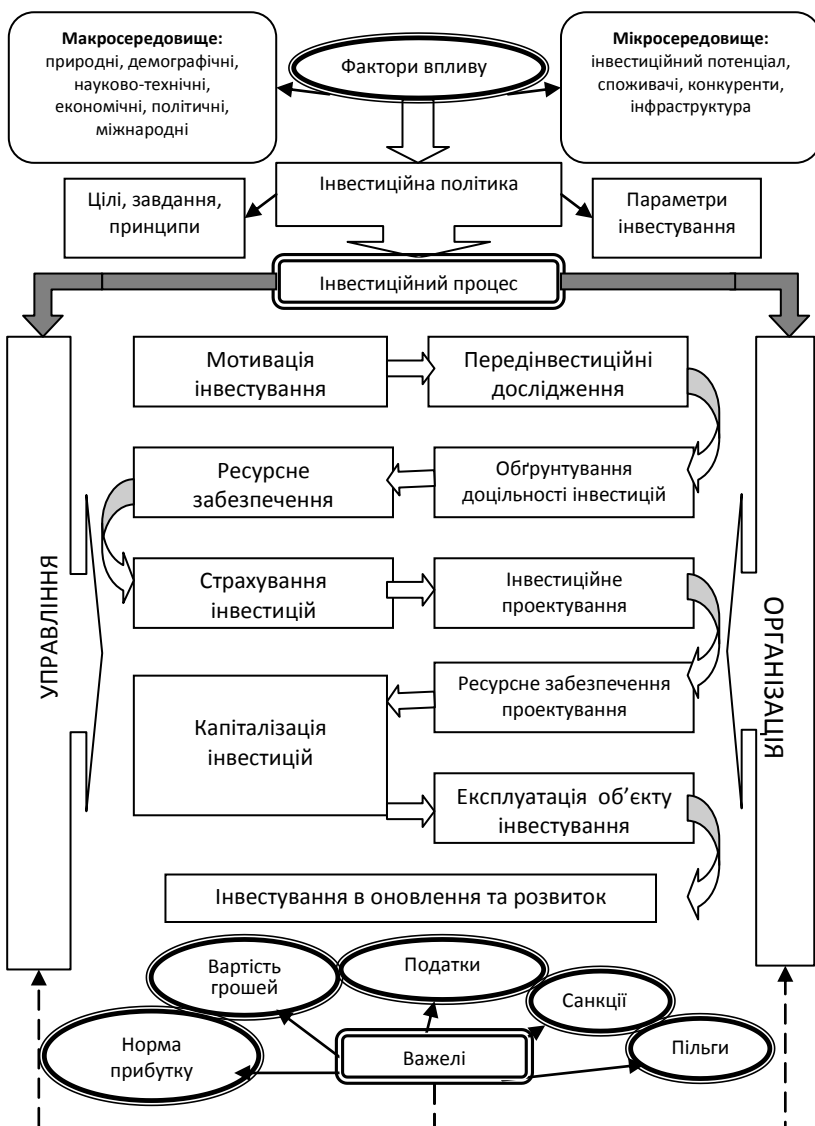 Макросередовище:
природні, демографічні,
науково-технічні,
економічні, політичні,
міжнародні
Фактори впливу
Мікросередовище:
інвестиційний потенціал,
споживачі, конкуренти,
інфраструктура
Цілі, завдання,
принципи
Інвестиційна політика
Параметри
інвестування
Інвестиційний процес
УПРАВЛІННЯ
Мотивація
інвестування
Передінвестиційні
дослідження
Ресурсне
забезпечення
Обґрунтування
доцільності інвестицій
Страхування
інвестицій
Інвестиційне
проектування
Ресурсне забезпечення
проектування
Капіталізація
інвестицій
Експлуатація об’єкту
інвестування
ОРГАНІЗАЦІЯ
Інвестування в оновлення та розвиток
Вартість
грошей
Податки
Санкції
Норма
прибутку
Важелі
Пільги